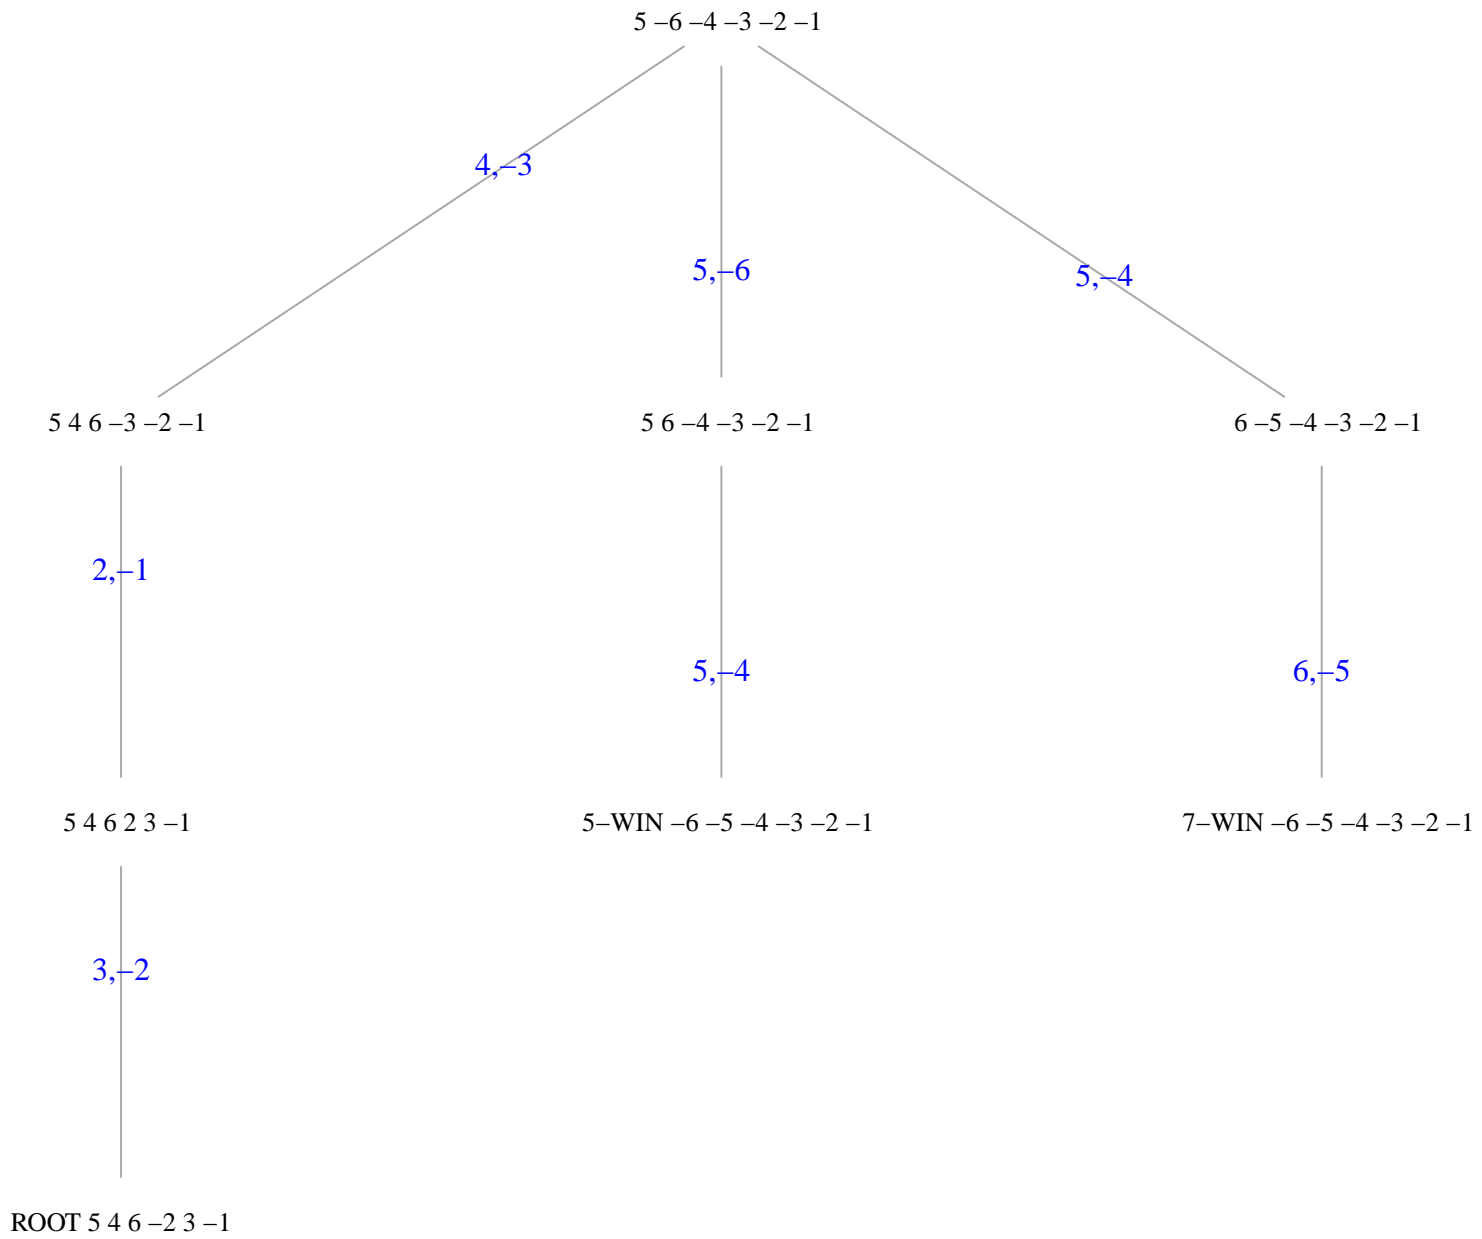 5 –6 –4 –3 –2 –1
4,–3
5,–6
5,–4
5 4 6 –3 –2 –1
5 6 –4 –3 –2 –1
6 –5 –4 –3 –2 –1
2,–1
5,–4
6,–5
5 4 6 2 3 –1
5–WIN –6 –5 –4 –3 –2 –1
7–WIN –6 –5 –4 –3 –2 –1
3,–2
ROOT 5 4 6 –2 3 –1